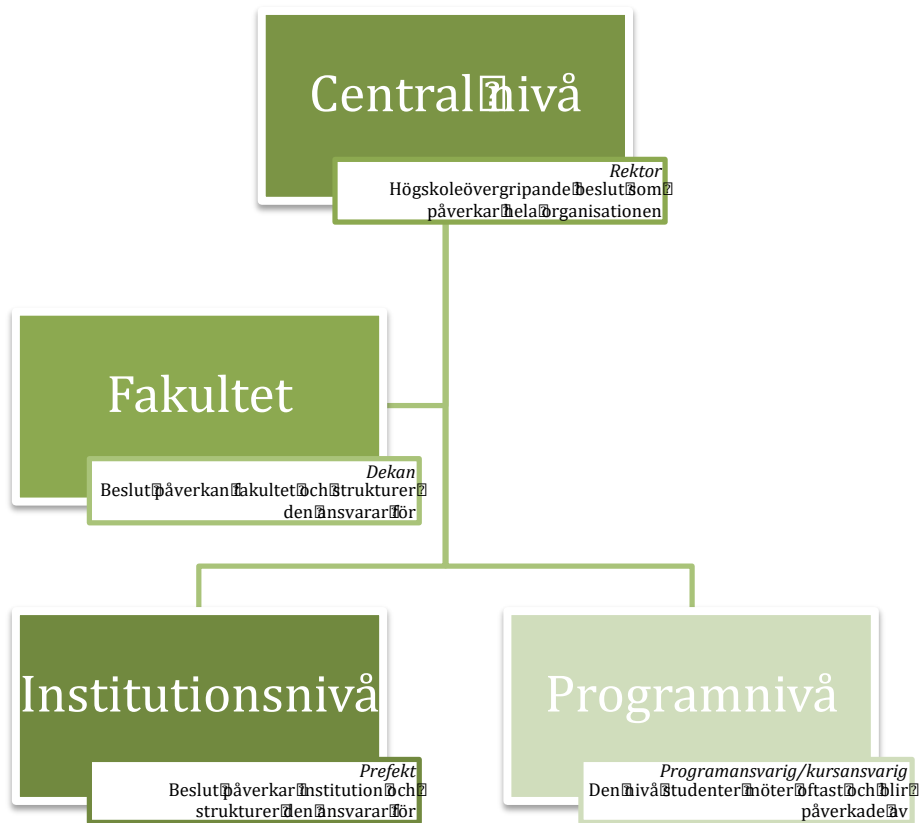 Central nivå
Rektor
Högskoleövergripande beslut som
påverkar hela organisationen
Fakultet
Dekan
Beslut påverkan fakultet och strukturer
den ansvarar för
Institutionsnivå
Prefekt
Beslut påverkar institution och
strukturer den ansvarar för
Programnivå
Programansvarig/kursansvarig
Den nivå studenter möter oftast och blir
påverkade av